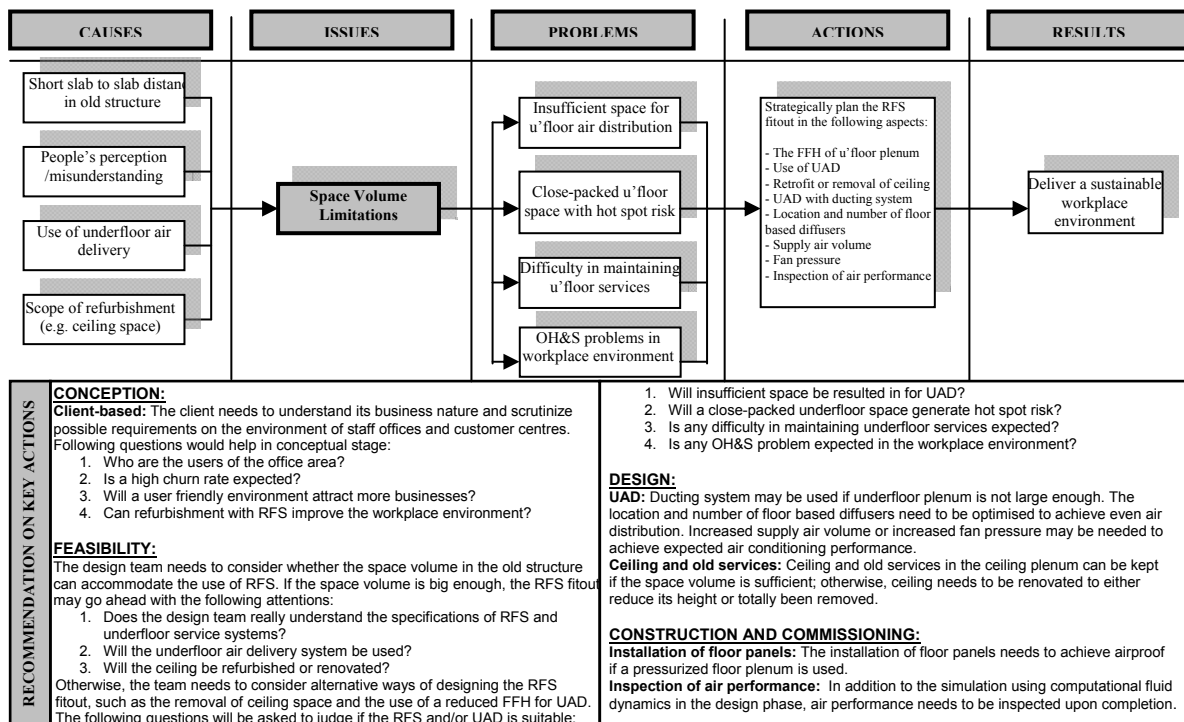 CAUSES
ISSUES
PROBLEMS
ACTIONS
RESULTS
Short slab to slab distan
in old structure
People's perception
/misunderstanding
Use of underfloor air
delivery
Scope of refurbishment
(e.g. ceiling space)
Space Volume
Limitations
Insufficient space for
u'floor air distribution
Close-packed u'floor
space with hot spot risk
Difficulty in maintaining
u'floor services
OH&S problems in
workplace environment
Strategically plan the RFS
fitout in the following aspects:
- The FFH of u'floor plenum
- Use of UAD
- Retrofit or removal of ceiling
- UAD with ducting system
- Location and number of floor
based diffusers
- Supply air volume
- Fan pressure
- Inspection of air performance
Deliver a sustainable
workplace
environment
RECOMMENDATION ON KEY ACTIONS
CONCEPTION:
Client-based: The client needs to understand its business nature and scrutinize
possible requirements on the environment of staff offices and customer centres.
Following questions would help in conceptual stage:
1. Who are the users of the office area?
2. Is a high churn rate expected?
3. Will a user friendly environment attract more businesses?
4. Can refurbishment with RFS improve the workplace environment?
FEASIBILITY:
The design team needs to consider whether the space volume in the old structure
can accommodate the use of RFS. If the space volume is big enough, the RFS fitout
may go ahead with the following attentions:
1. Does the design team really understand the specifications of RFS and
underfloor service systems?
2. Will the underfloor air delivery system be used?
3. Will the ceiling be refurbished or renovated?
Otherwise, the team needs to consider alternative ways of designing the RFS
fitout, such as the removal of ceiling space and the use of a reduced FFH for UAD.
The following questions will be asked to judge if the RFS and/or UAD is suitable:
1. Will insufficient space be resulted in for UAD?
2. Will a close-packed underfloor space generate hot spot risk?
3. Is any difficulty in maintaining underfloor services expected?
4. Is any OH&S problem expected in the workplace environment?
DESIGN:
UAD: Ducting system may be used if underfloor plenum is not large enough. The
location and number of floor based diffusers need to be optimised to achieve even air
distribution. Increased supply air volume or increased fan pressure may be needed to
achieve expected air conditioning performance.
Ceiling and old services: Ceiling and old services in the ceiling plenum can be kept
if the space volume is sufficient; otherwise, ceiling needs to be renovated to either
reduce its height or totally been removed.
CONSTRUCTION AND COMMISSIONING:
Installation of floor panels: The installation of floor panels needs to achieve airproof
if a pressurized floor plenum is used.
Inspection of air performance: In addition to the simulation using computational fluid
dynamics in the design phase, air performance needs to be inspected upon completion.